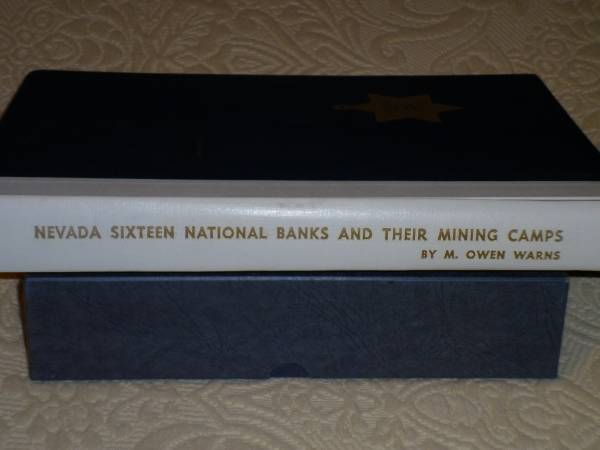 NEVADA SIXTEEN NATIONAL BANKS AND THEIR MINING CAMPS
BY M. OWEN WARNS